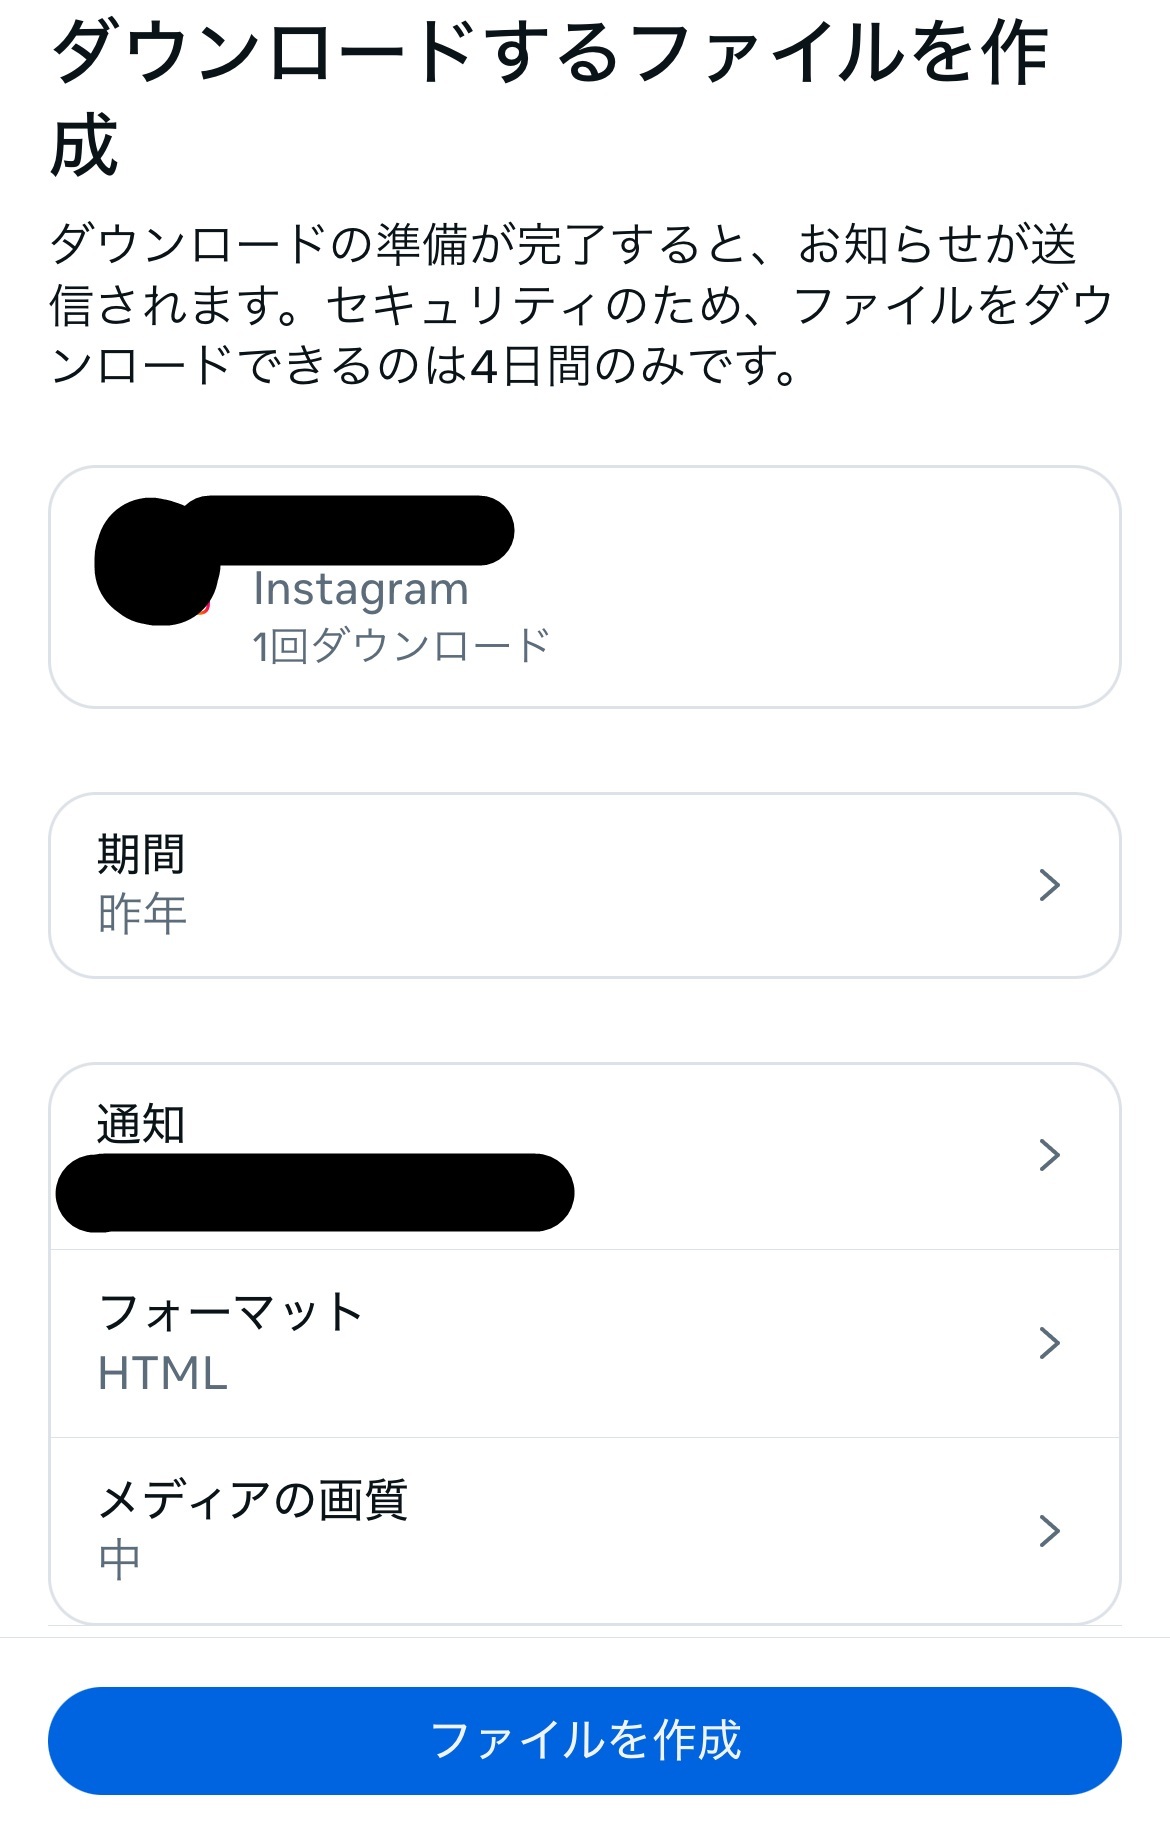 ダウンロードするファイルを作
成
ダウンロードの準備が完了すると、お知らせが送
信されます。セキュリティのため、ファイルをダウ
ンロードできるのは4日間のみです。
Instagram
1回ダウンロード
期間
昨年
通知
フォーマット
HTML
メディアの画質
中
ファイルを作成